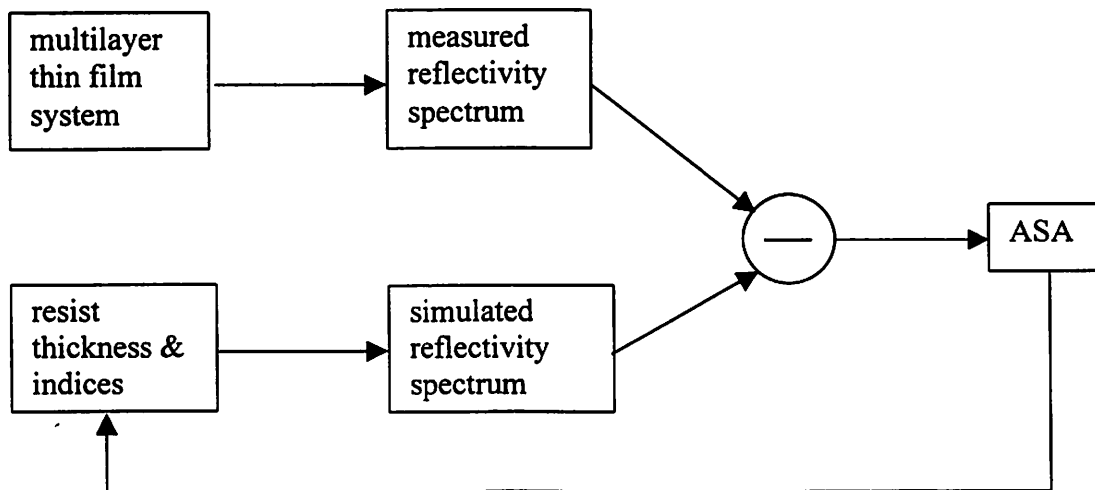 multilayer
thin film
system
measured
reflectivity
spectrum
ASA
resist
thickness &
indices
simulated
reflectivity
spectrum